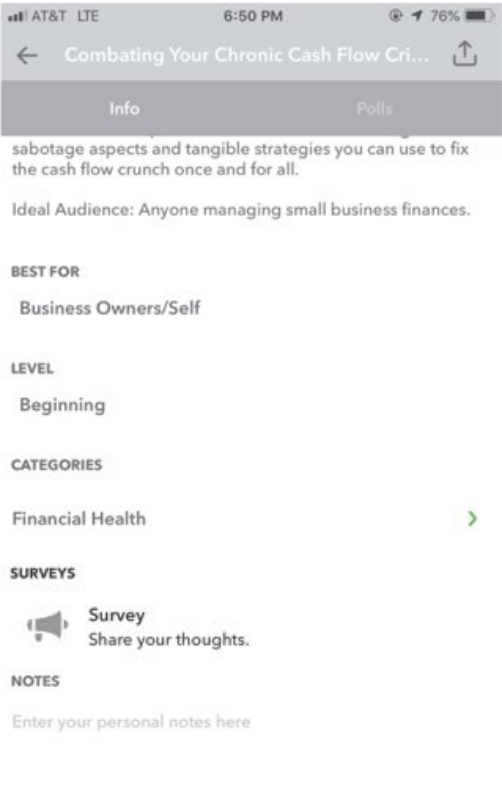 AT&T LTE 6:50 PM 76%
Combating Your Chronic Cash Flow Cri...
Info Polls
sabotage aspects and tangible strategies you can use to fix
the cash flow crunch once and for all.
Ideal Audience: Anyone managing small business finances.
BEST FOR
Business Owners/Self
LEVEL
Beginning
CATEGORIES
Financial Health
SURVEYS
Survey
Share your thoughts.
NOTES
Enter your personal notes here